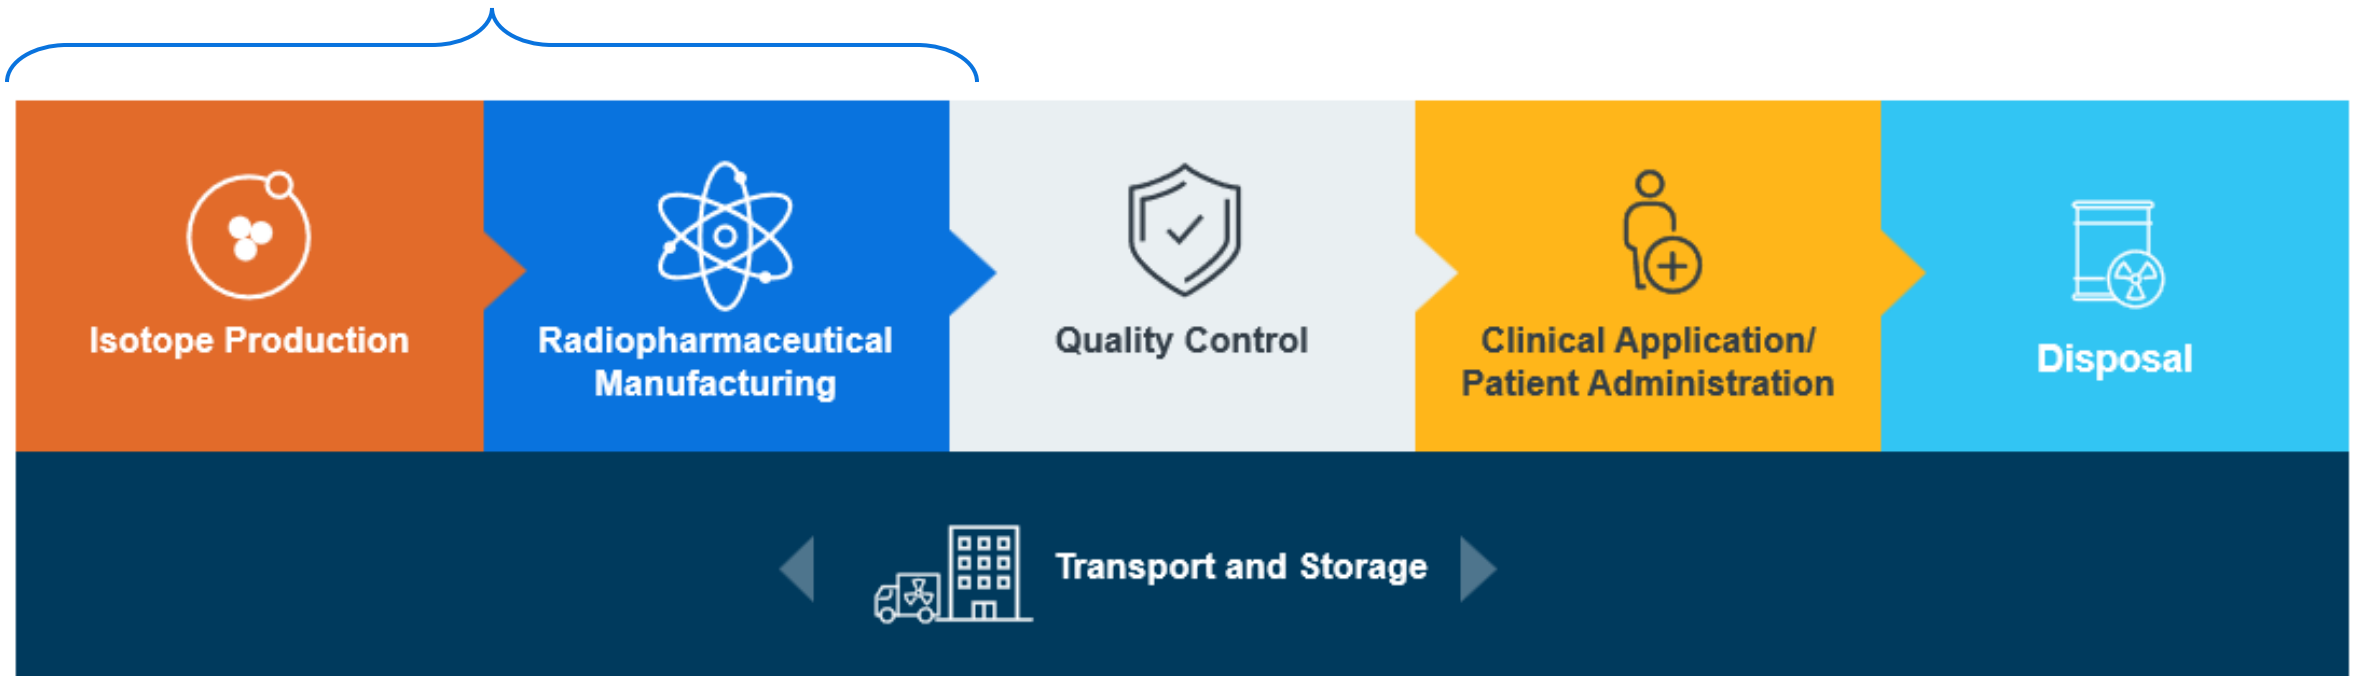 Isotope Production
Radiopharmaceutical
Manufacturing
Quality Control
Clinical Application/
Patient Administration
Disposal
Transport and Storage